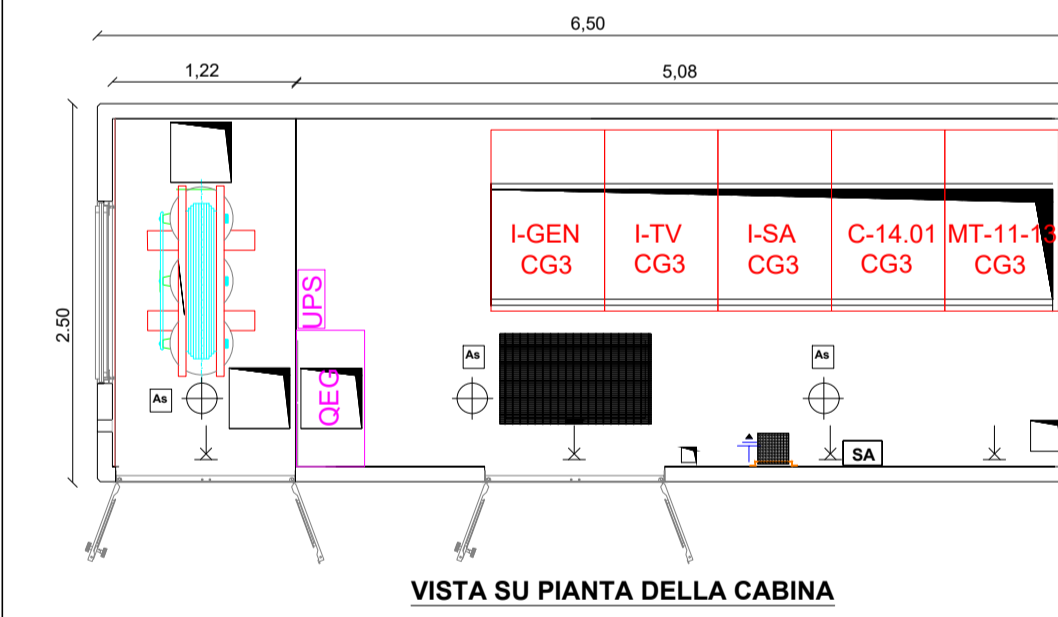 6,50
1,22
5,08
2.50
I-GEN
CG3
I-TV
CG3
I-SA
CG3
C-14.01
CG3
MT-11-13
CG3
UPS
QEG
As
As
As
SA
VISTA SU PIANTA DELLA CABINA